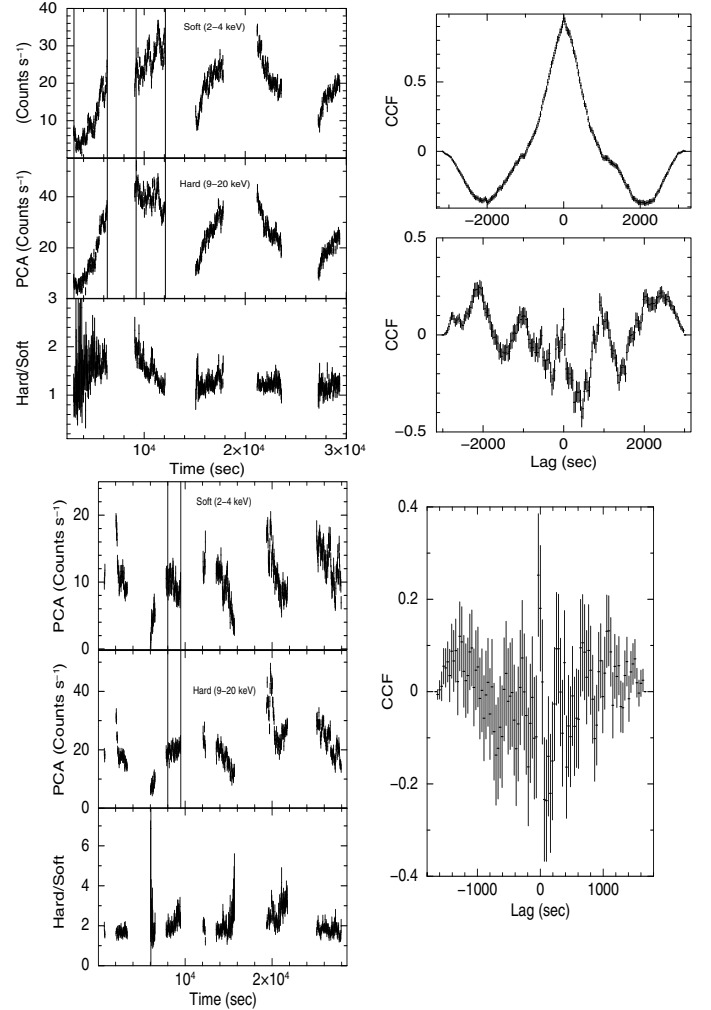 Soft (2−4 keV)
(Counts s⁻¹)
40
30
20
10
Hard (9−20 keV)
PCA (Counts s⁻¹)
40
20
3
Hard/Soft
2
1
10⁴ 2×10⁴ 3×10⁴
Time (sec)
CCF
0.5
0
−2000 0 2000
CCF
0.5
0
−0.5
−2000 0 2000
Lag (sec)
Soft (2−4 keV)
PCA (Counts s⁻¹)
20
10
0
Hard (9−20 keV)
PCA (Counts s⁻¹)
40
20
0
Hard/Soft
6
4
2
0
10⁴ 2×10⁴
Time (sec)
CCF
0.4
0.2
0
−0.2
−0.4
−1000 0 1000
Lag (sec)